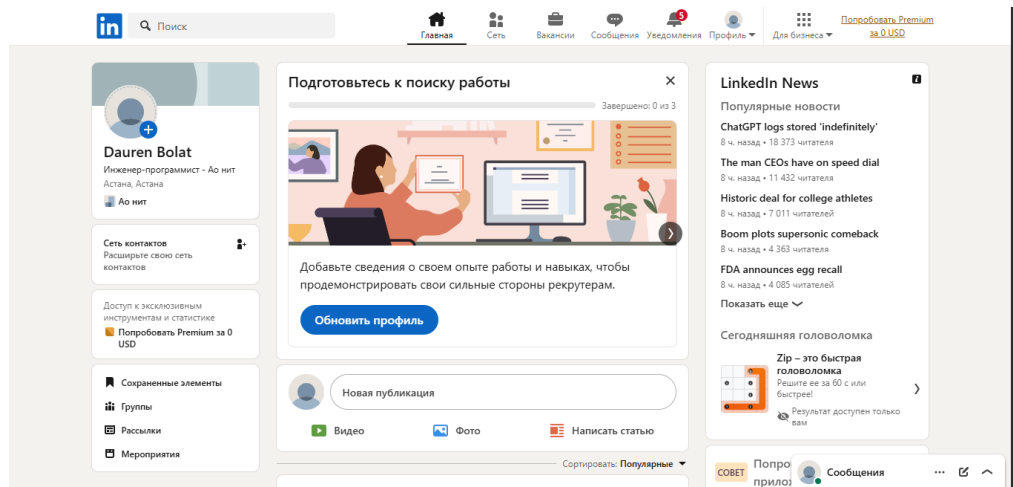 in
Поиск
Главная
Сеть
Вакансии
Сообщения
5
Уведомления
Профиль
Для бизнеса
Попробовать Premium
за 0 USD
Dauren Bolat
Инженер-программист - Ао нит
Астана, Астана
Ао нит
Сеть контактов
Расширьте свою сеть
контактов
Доступ к эксклюзивным
инструментам и статистике
Попробовать Premium за 0
USD
Сохраненные элементы
Группы
Рассылки
Мероприятия
Подготовьтесь к поиску работы
Завершено: 0 из 3
Добавьте сведения о своем опыте работы и навыках, чтобы
продемонстрировать свои сильные стороны рекрутерам.
Обновить профиль
Новая публикация
Видео
Фото
Написать статью
Сортировать: Популярные
LinkedIn News
Популярные новости
ChatGPT logs stored 'indefinitely'
8 ч. назад • 18 373 читателя
The man CEOs have on speed dial
8 ч. назад • 11 432 читателя
Historic deal for college athletes
8 ч. назад • 7 011 читателей
Boom plots supersonic comeback
8 ч. назад • 4 363 читателя
FDA announces egg recall
8 ч. назад • 4 085 читателей
Показать еще
Сегодняшняя головоломка
Zip – это быстрая
головоломка
Решите ее за 60 с или
быстрее!
Результат доступен только
вам
СОВЕТ
Попро
прилож
Сообщения